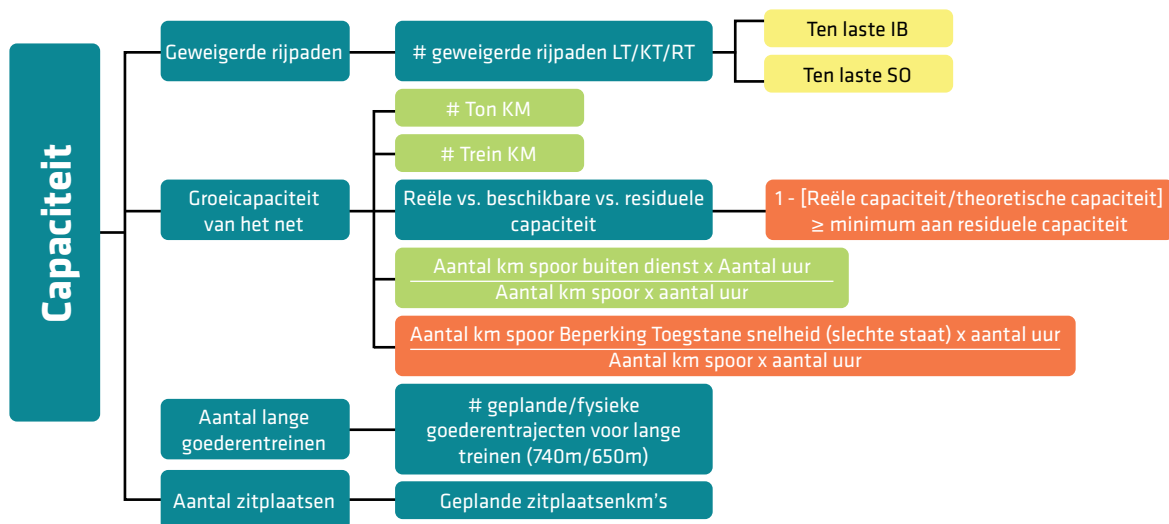 Capaciteit
Geweigerde rijpaden
# geweigerde rijpaden LT/KT/RT
Ten laste IB
Ten laste SO
Groeicapaciteit
van het net
# Ton KM
# Trein KM
Reële vs. beschikbare vs. residuele
capaciteit
1 - [Reële capaciteit/theoretische capaciteit]
≥ minimum aan residuele capaciteit
Aantal km spoor buiten dienst x Aantal uur
Aantal km spoor x aantal uur
Aantal km spoor Beperking Toegstane snelheid (slechte staat) x aantal uur
Aantal km spoor x aantal uur
Aantal lange
goederentreinen
# geplande/fysieke
goederentrajecten voor lange
treinen (740m/650m)
Aantal zitplaatsen
Geplande zitplaatsenkm's